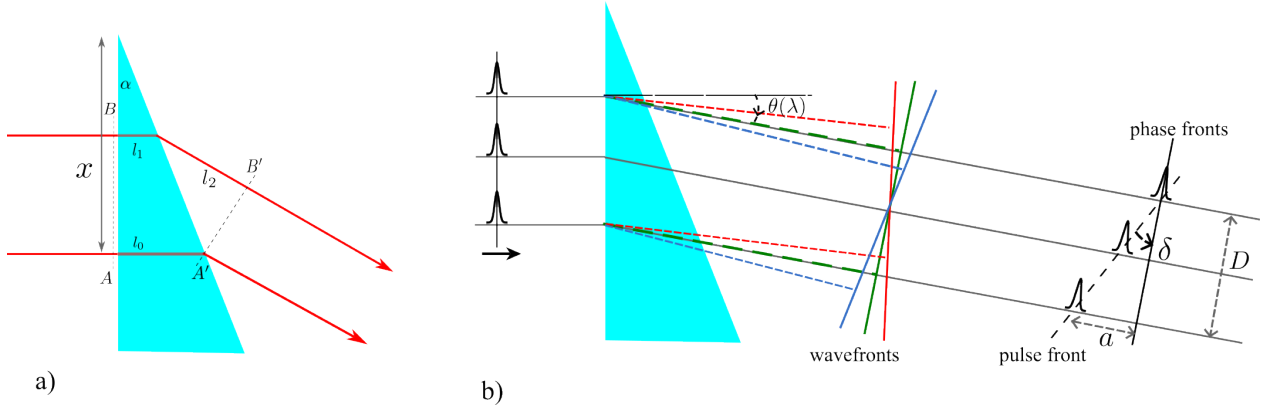 α
B
x
l₁
l₂
B′
l₀
A
A′
a)
θ(λ)
phase fronts
δ
D
wavefronts
pulse front
a
b)